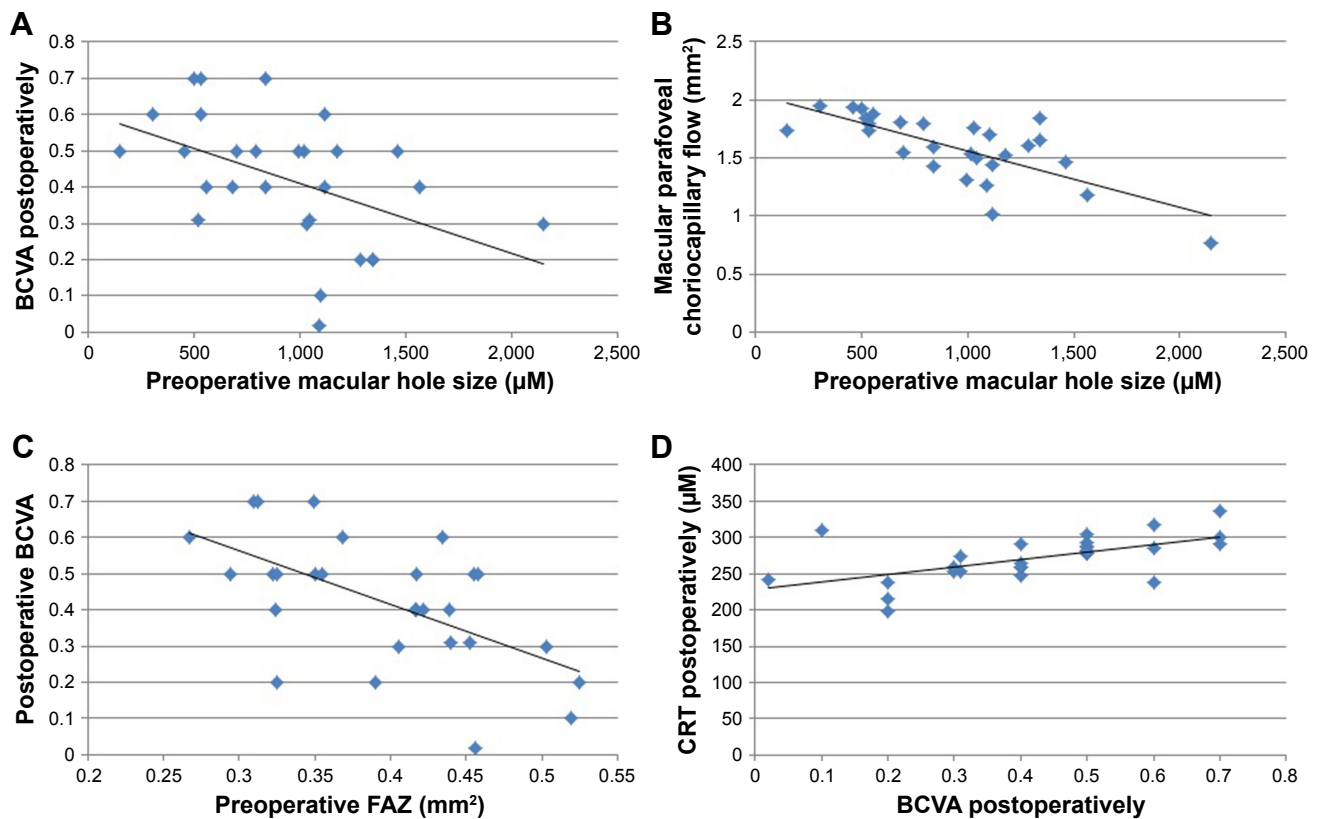 A
BCVA postoperatively
0.8
0.7
0.6
0.5
0.4
0.3
0.2
0.1
0
0 500 1,000 1,500 2,000 2,500
Preoperative macular hole size (µM)
B
Macular parafoveal
choriocapillary flow (mm²)
2.5
2
1.5
1
0.5
0
0 500 1,000 1,500 2,000 2,500
Preoperative macular hole size (µM)
C
Postoperative BCVA
0.8
0.7
0.6
0.5
0.4
0.3
0.2
0.1
0
0.2 0.25 0.3 0.35 0.4 0.45 0.5 0.55
Preoperative FAZ (mm²)
D
CRT postoperatively (µM)
400
350
300
250
200
150
100
50
0
0 0.1 0.2 0.3 0.4 0.5 0.6 0.7 0.8
BCVA postoperatively